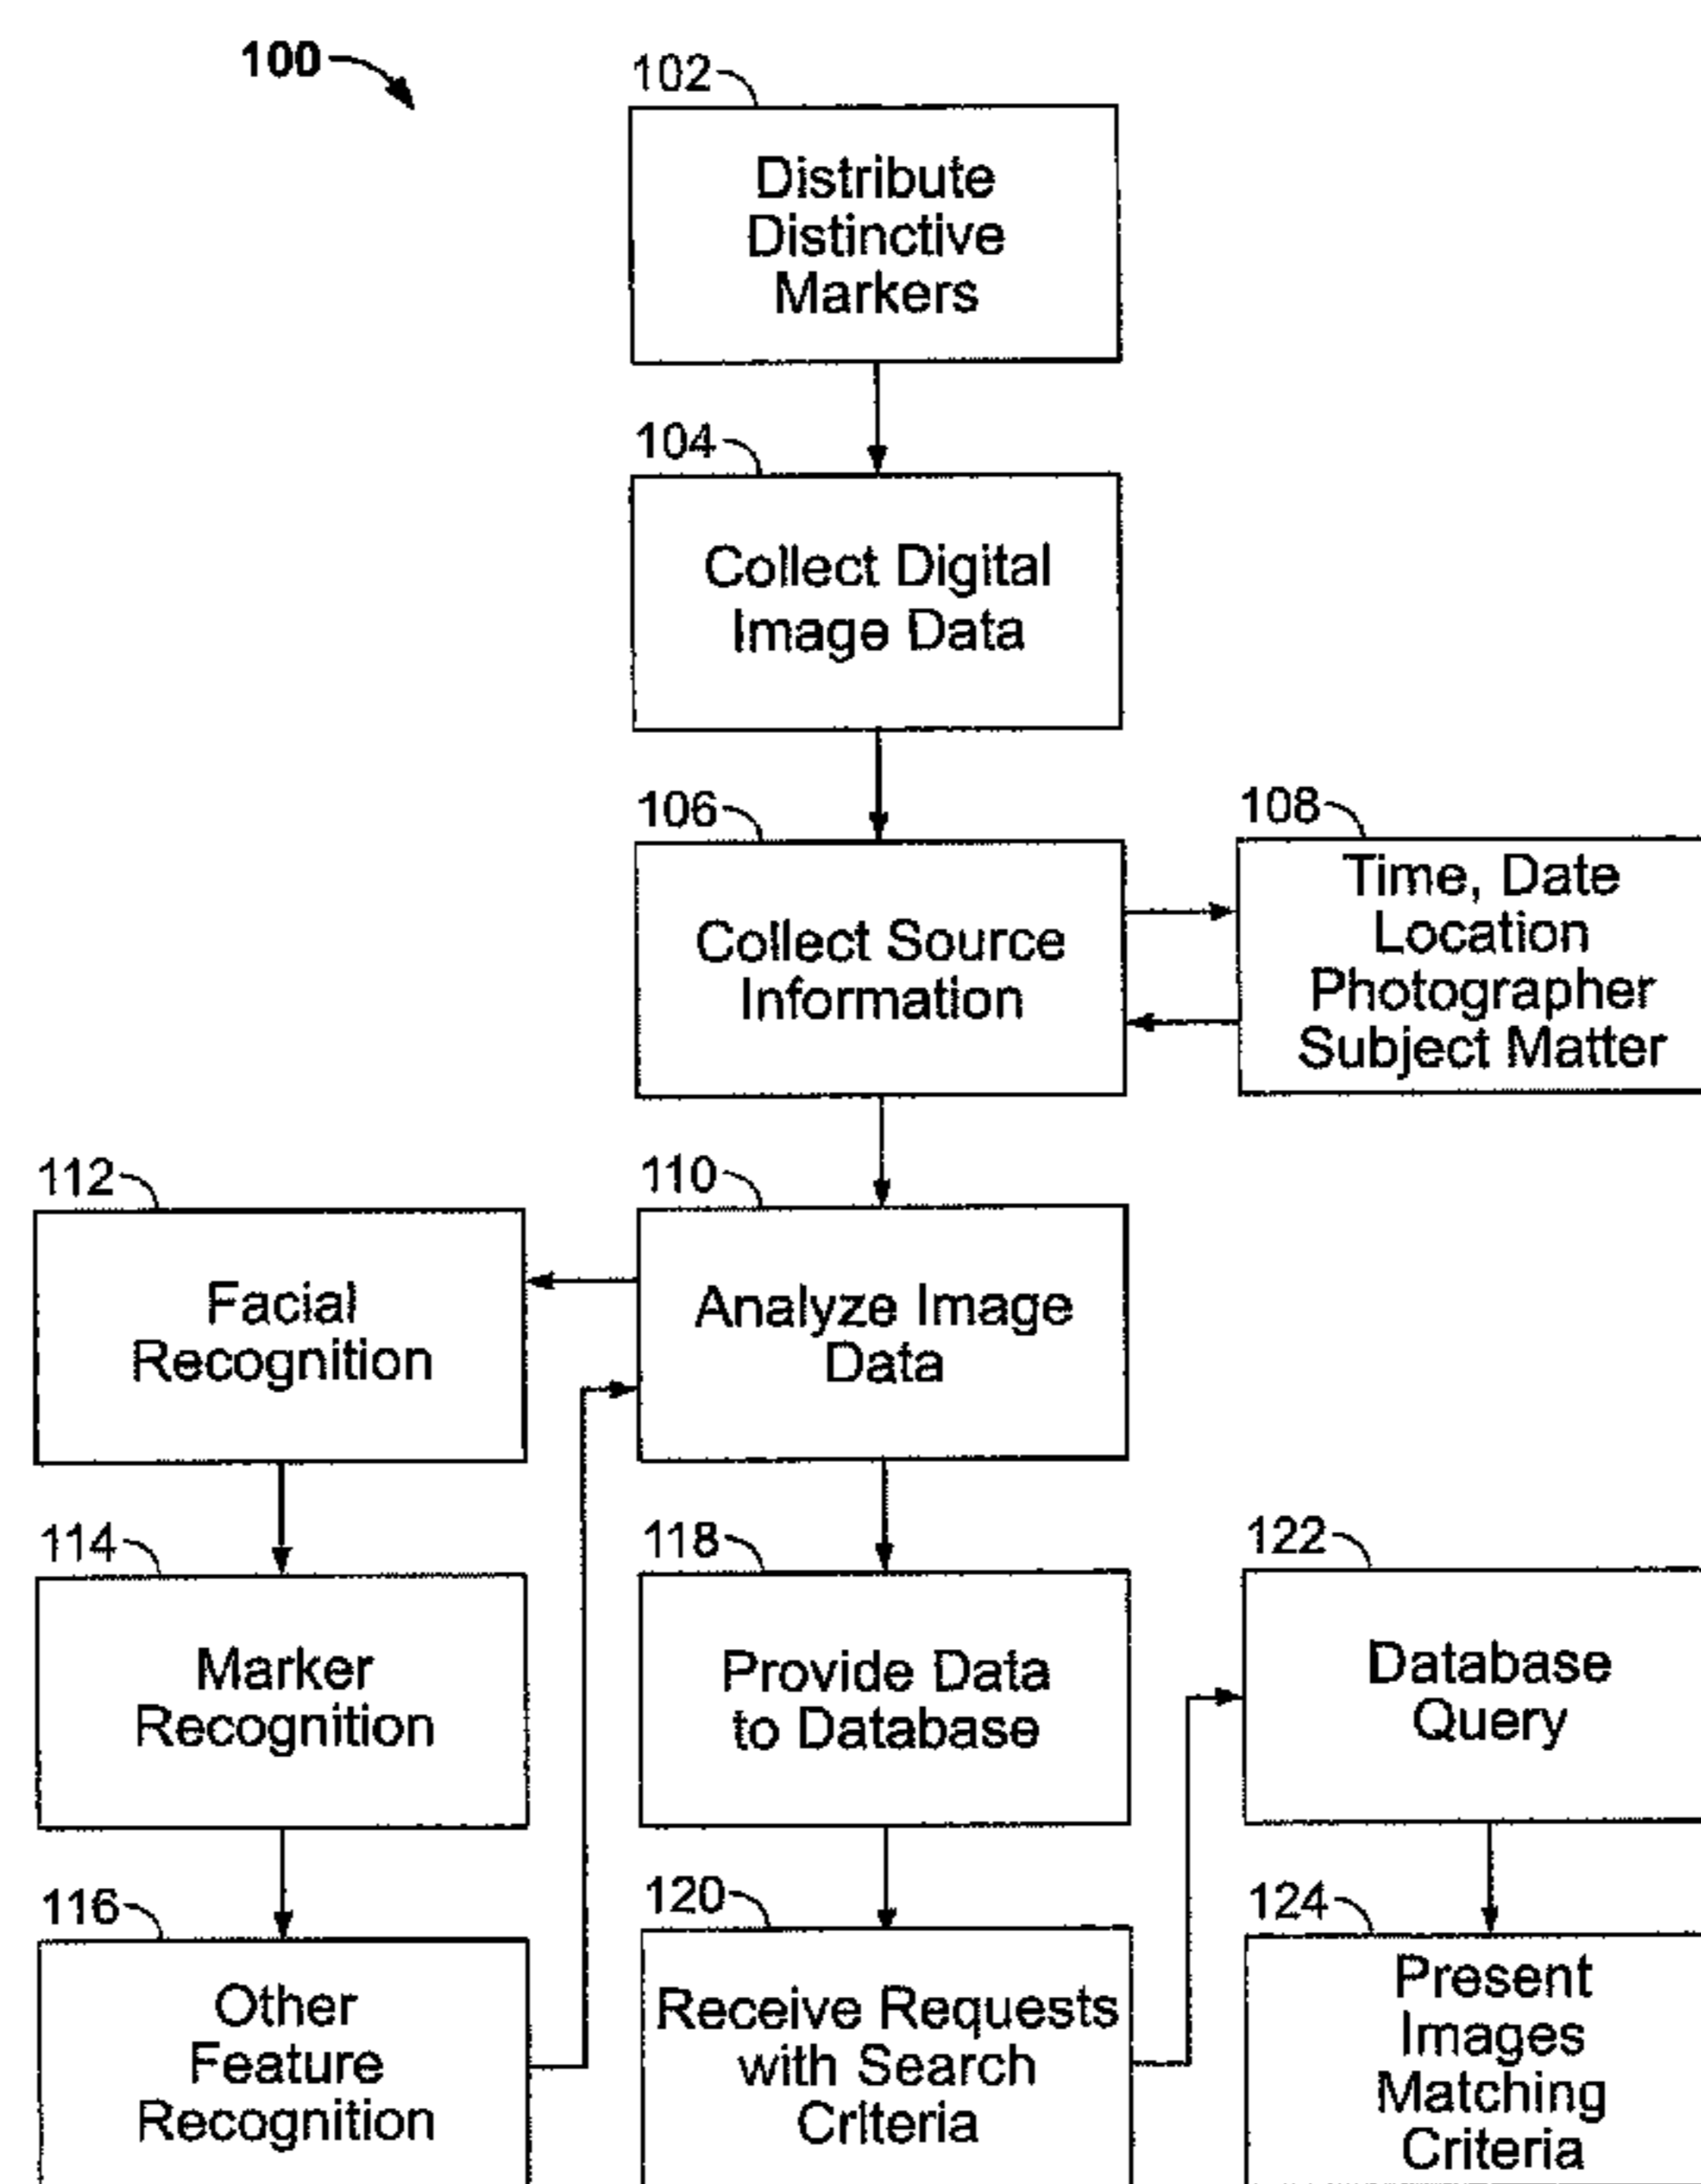 100
102
Distribute
Distinctive
Markers
104
Collect Digital
Image Data
106
Collect Source
Information
108
Time, Date
Location
Photographer
Subject Matter
112
Facial
Recognition
110
Analyze Image
Data
114
Marker
Recognition
118
Provide Data
to Database
122
Database
Query
116
Other
Feature
Recognition
120
Receive Requests
with Search
Criteria
124
Present
Images
Matching
Criteria